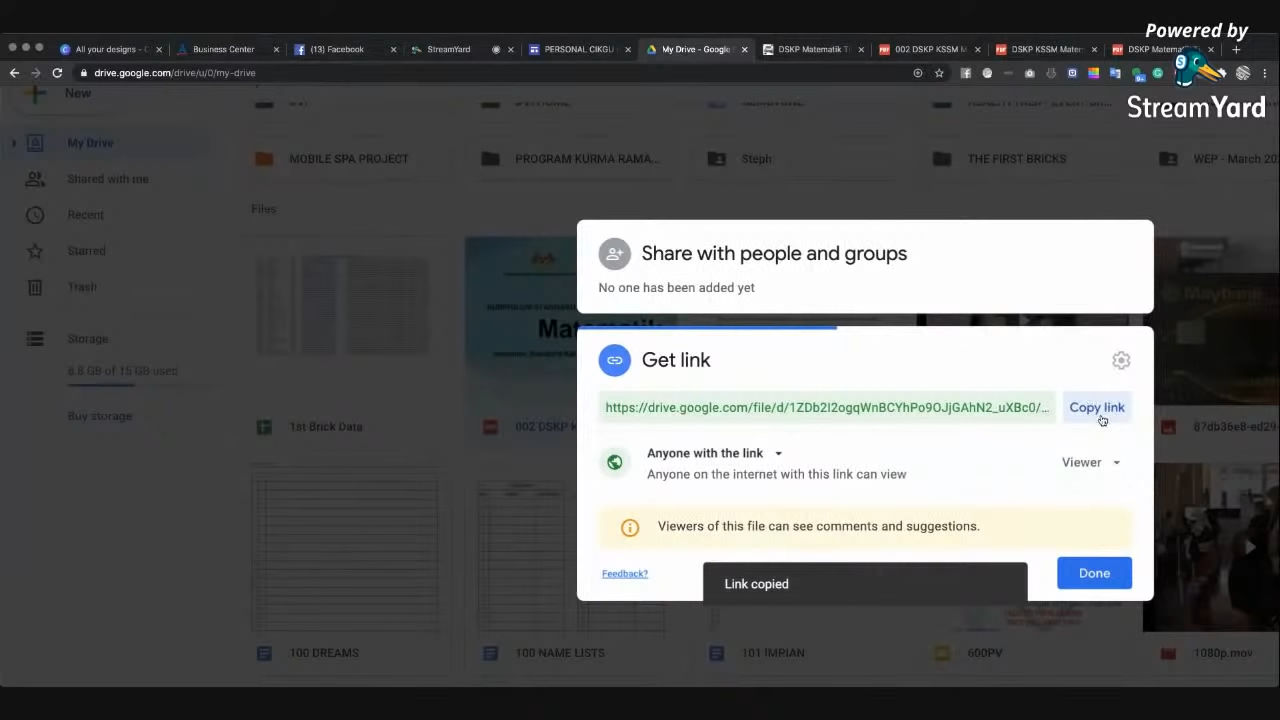 Powered by
StreamYard
All your designs - C
Business Center
(13) Facebook
StreamYard
PERSONAL CIKGU
My Drive - Google
DSKP Matematik T
002 DSKP KSSM M
DSKP KSSM Matem
DSKP Matematik T
drive.google.com/drive/u/0/my-drive
New
My Drive
MOBILE SPA PROJECT
PROGRAM KURMA RAMA...
Steph
THE FIRST BRICKS
WEP - March 20
Shared with me
Files
Recent
Starred
Trash
Storage
8.8 GB of 15 GB used
Buy storage
Share with people and groups
No one has been added yet
Maybank
Matematik
Get link
https://drive.google.com/file/d/1ZDb2I2ogqWnBCYhPo9OJjGAhN2_uXBc0/...
Copy link
1st Brick Data
002 DSKP K
87db36e8-ed29
Anyone with the link
Anyone on the internet with this link can view
Viewer
Viewers of this file can see comments and suggestions.
Feedback?
Link copied
Done
100 DREAMS
100 NAME LISTS
101 IMPIAN
600PV
1080p.mov